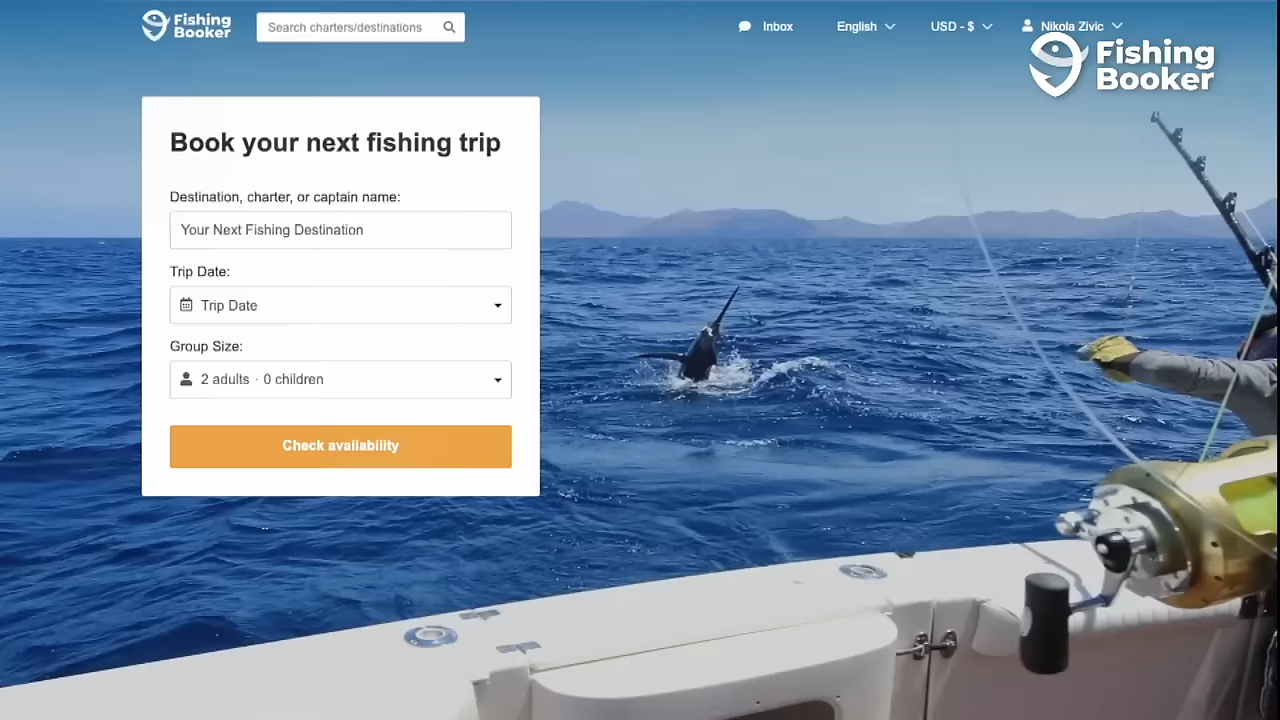 Fishing
Booker
Search charters/destinations
Inbox
English
USD - $
Nikola Zivic
Fishing
Booker
Book your next fishing trip
Destination, charter, or captain name:
Your Next Fishing Destination
Trip Date:
Trip Date
Group Size:
2 adults · 0 children
Check availability